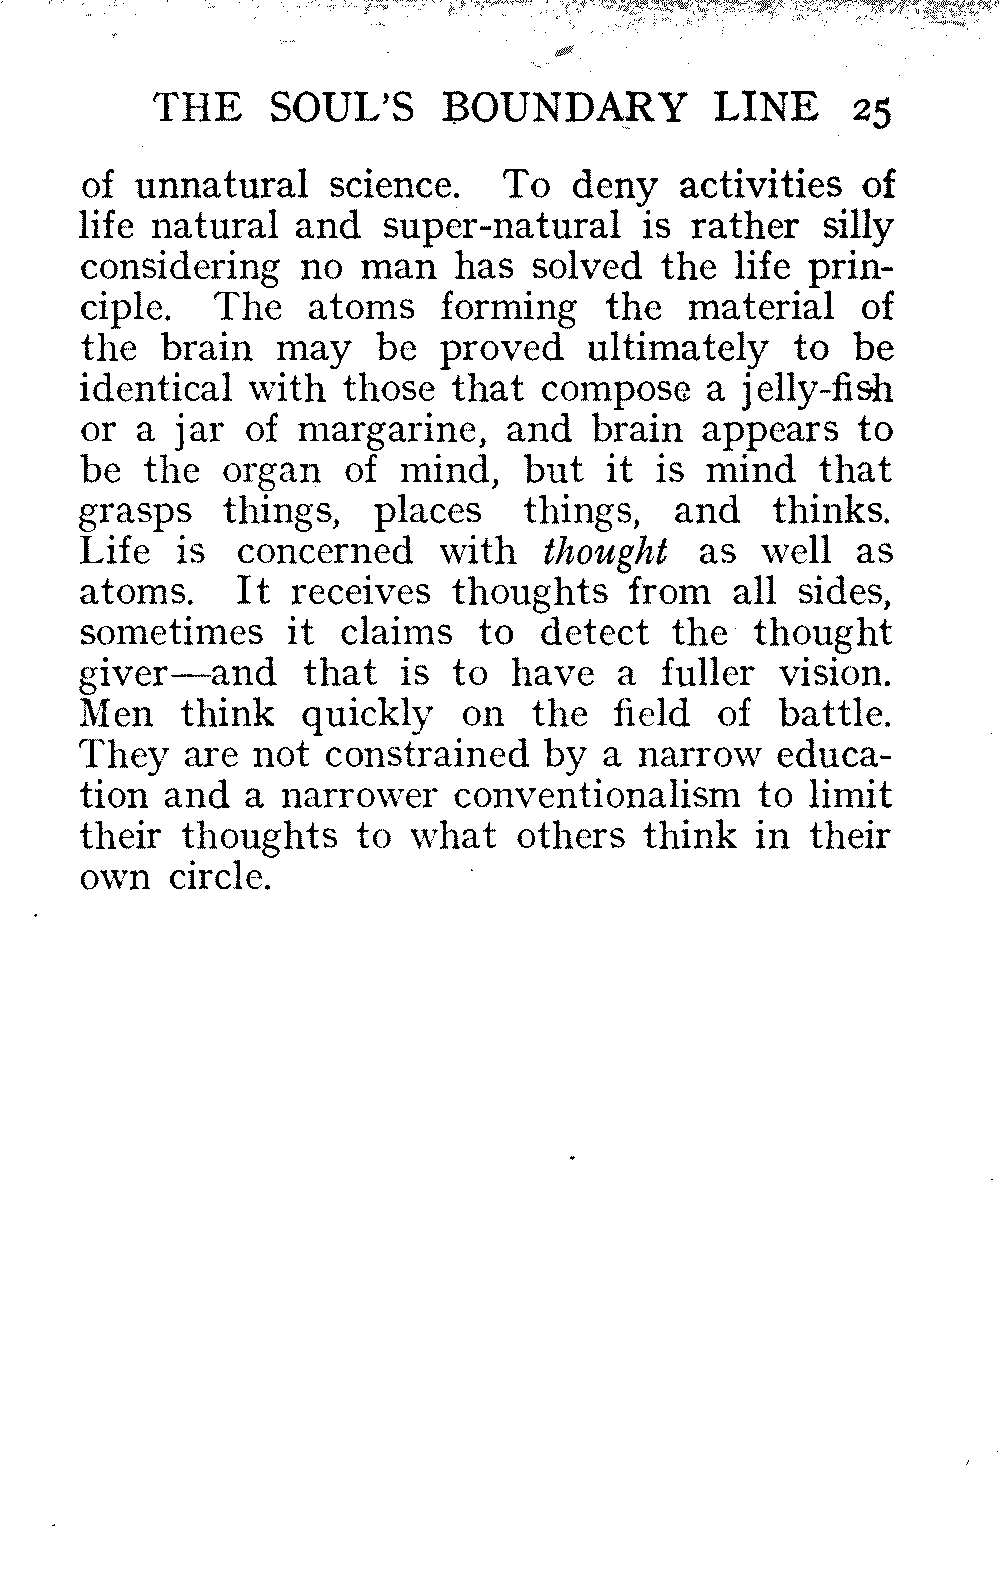 THE SOUL'S BOUNDARY LINE 25
of unnatural science. To deny activities of
life natural and super-natural is rather silly
considering no man has solved the life prin-
ciple. The atoms forming the material of
the brain may be proved ultimately to be
identical with those that compose a jelly-fish
or a jar of margarine, and brain appears to
be the organ of mind, but it is mind that
grasps things, places things, and thinks.
Life is concerned with thought as well as
atoms. It receives thoughts from all sides,
sometimes it claims to detect the thought
giver—and that is to have a fuller vision.
Men think quickly on the field of battle.
They are not constrained by a narrow educa-
tion and a narrower conventionalism to limit
their thoughts to what others think in their
own circle.